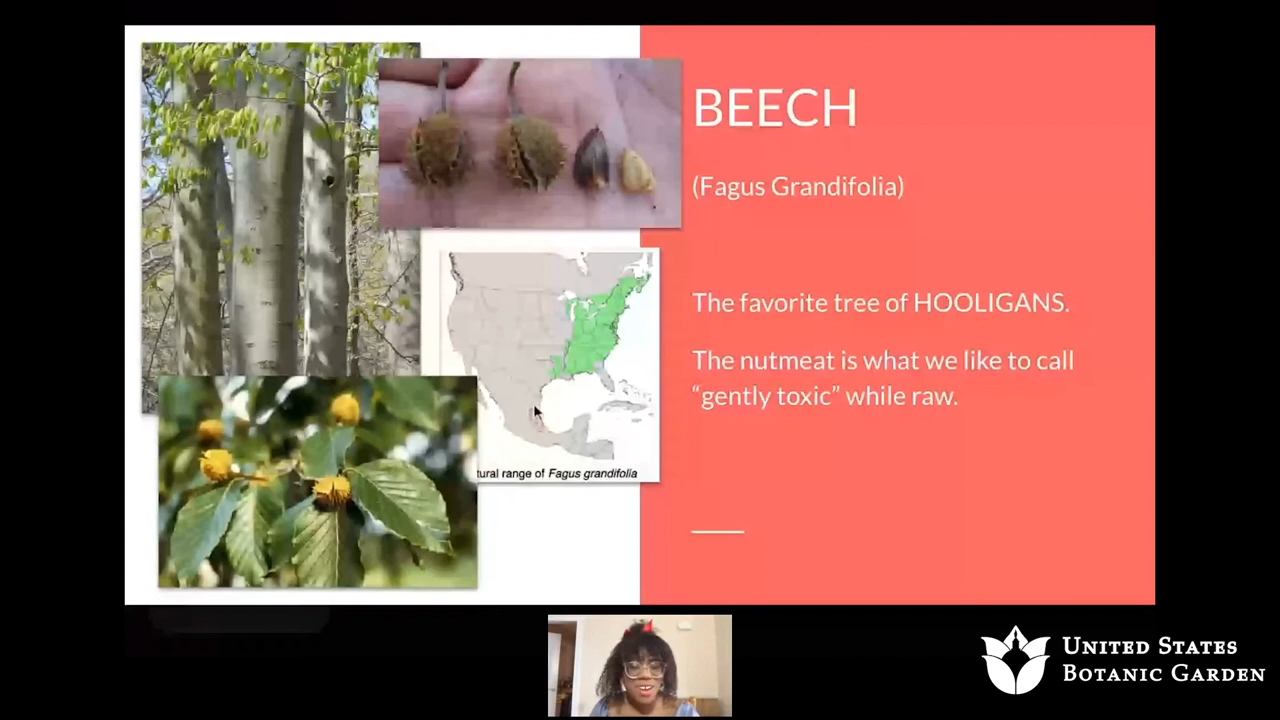 BEECH
(Fagus Grandifolia)
The favorite tree of HOOLIGANS.
The nutmeat is what we like to call
“gently toxic” while raw.
tural range of Fagus grandifolia
UNITED STATES
BOTANIC GARDEN